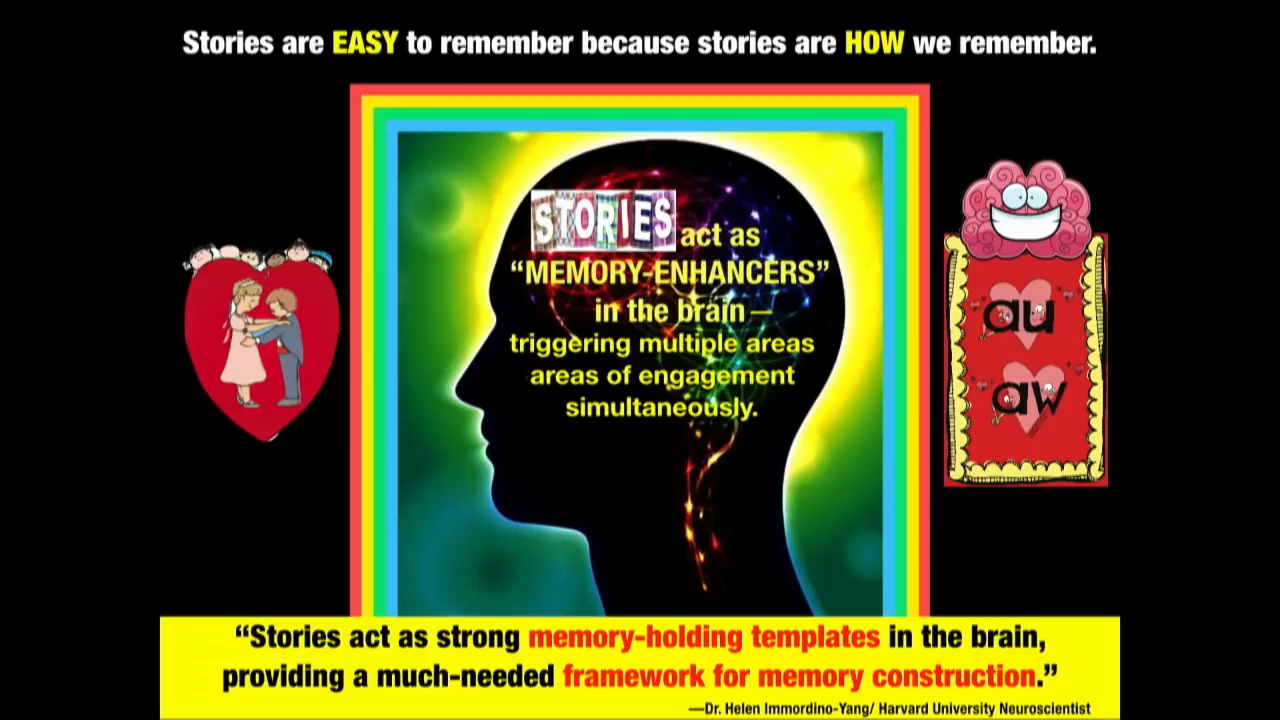 Stories are EASY to remember because stories are HOW we remember.
STORIES act as
“MEMORY-ENHANCERS”
in the brain—
triggering multiple areas
areas of engagement
simultaneously.
au
aw
“Stories act as strong memory-holding templates in the brain,
providing a much-needed framework for memory construction.”
—Dr. Helen Immordino-Yang/ Harvard University Neuroscientist